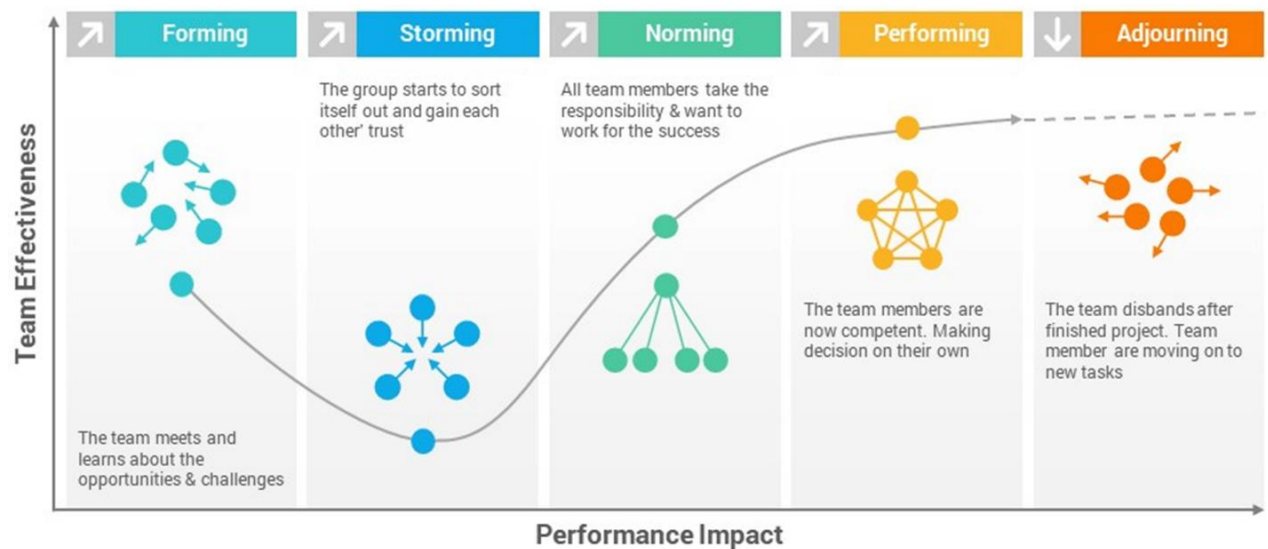 Forming
Storming
Norming
Performing
Adjourning
The group starts to sort
itself out and gain each
other' trust
All team members take the
responsibility & want to
work for the success
The team members are
now competent. Making
decision on their own
The team disbands after
finished project. Team
member are moving on to
new tasks
The team meets and
learns about the
opportunities & challenges
Team Effectiveness
Performance Impact